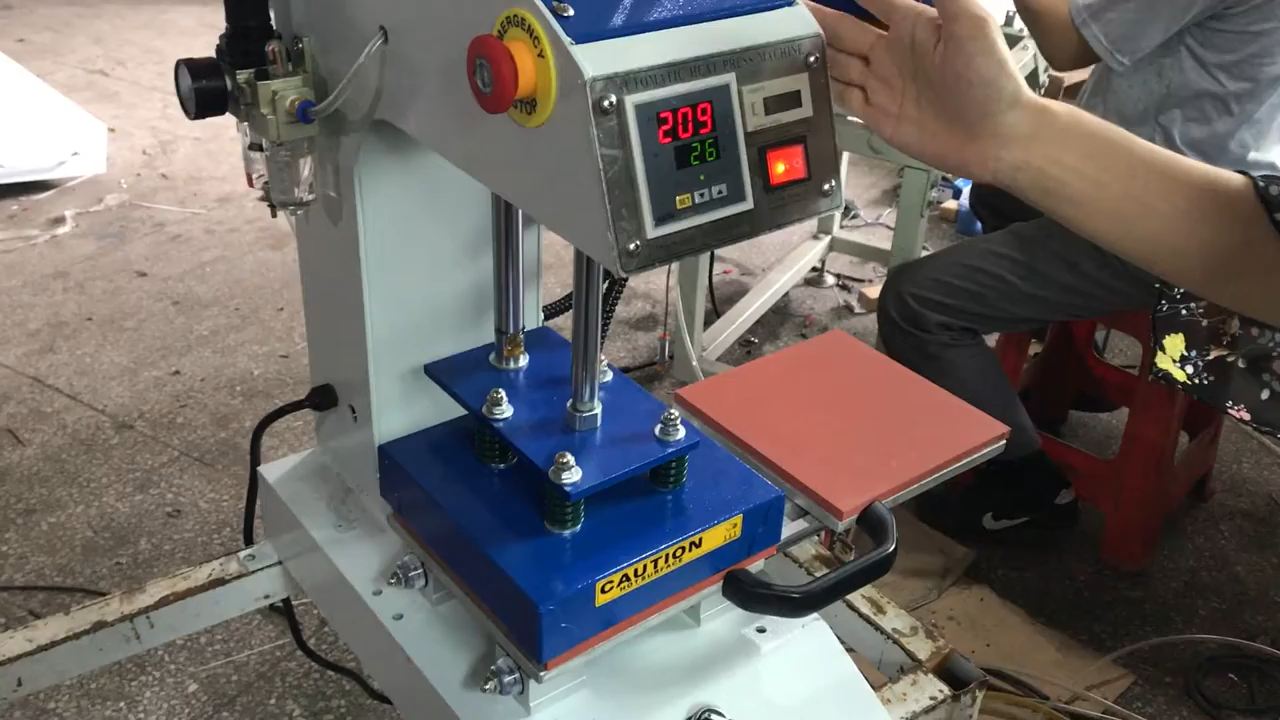 EMERGENCY
STOP
AUTOMATIC HEAT PRESS MACHINE
209
26
SET
CAUTION
HOT SURFACE